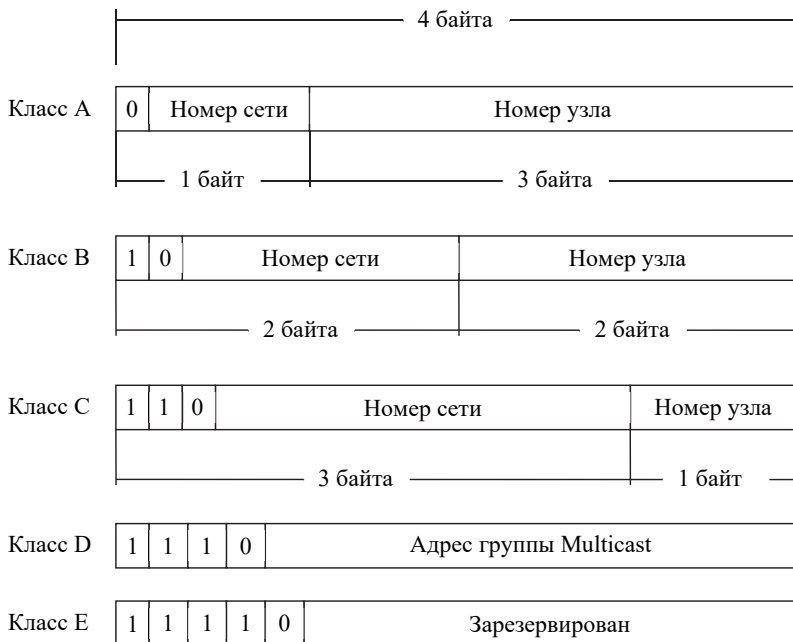 4 байта
Класс A 0 Номер сети Номер узла
1 байт 3 байта
Класс B 1 0 Номер сети Номер узла
2 байта 2 байта
Класс C 1 1 0 Номер сети Номер узла
3 байта 1 байт
Класс D 1 1 1 0 Адрес группы Multicast
Класс E 1 1 1 1 0 Зарезервирован